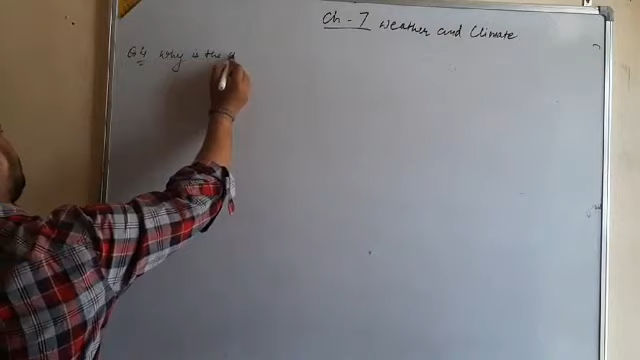 Ch - 7 Weather and Climate
Q4 Why is the